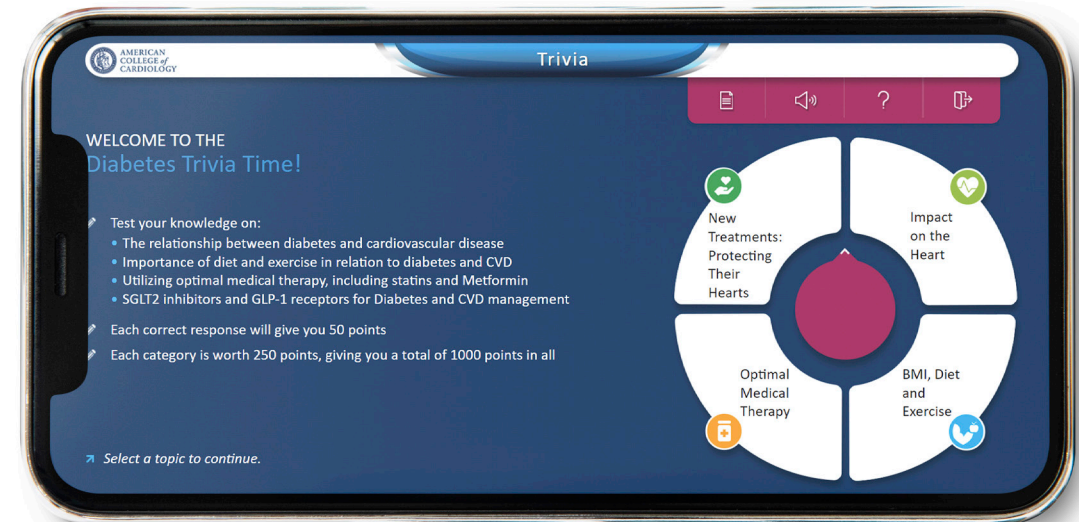 AMERICAN
COLLEGE of
CARDIOLOGY
Trivia
?
WELCOME TO THE
Diabetes Trivia Time!
Test your knowledge on:
• The relationship between diabetes and cardiovascular disease
• Importance of diet and exercise in relation to diabetes and CVD
• Utilizing optimal medical therapy, including statins and Metformin
• SGLT2 inhibitors and GLP-1 receptors for Diabetes and CVD management
Each correct response will give you 50 points
Each category is worth 250 points, giving you a total of 1000 points in all
Select a topic to continue.
New
Treatments:
Protecting
Their
Hearts
Impact
on the
Heart
Optimal
Medical
Therapy
BMI, Diet
and
Exercise